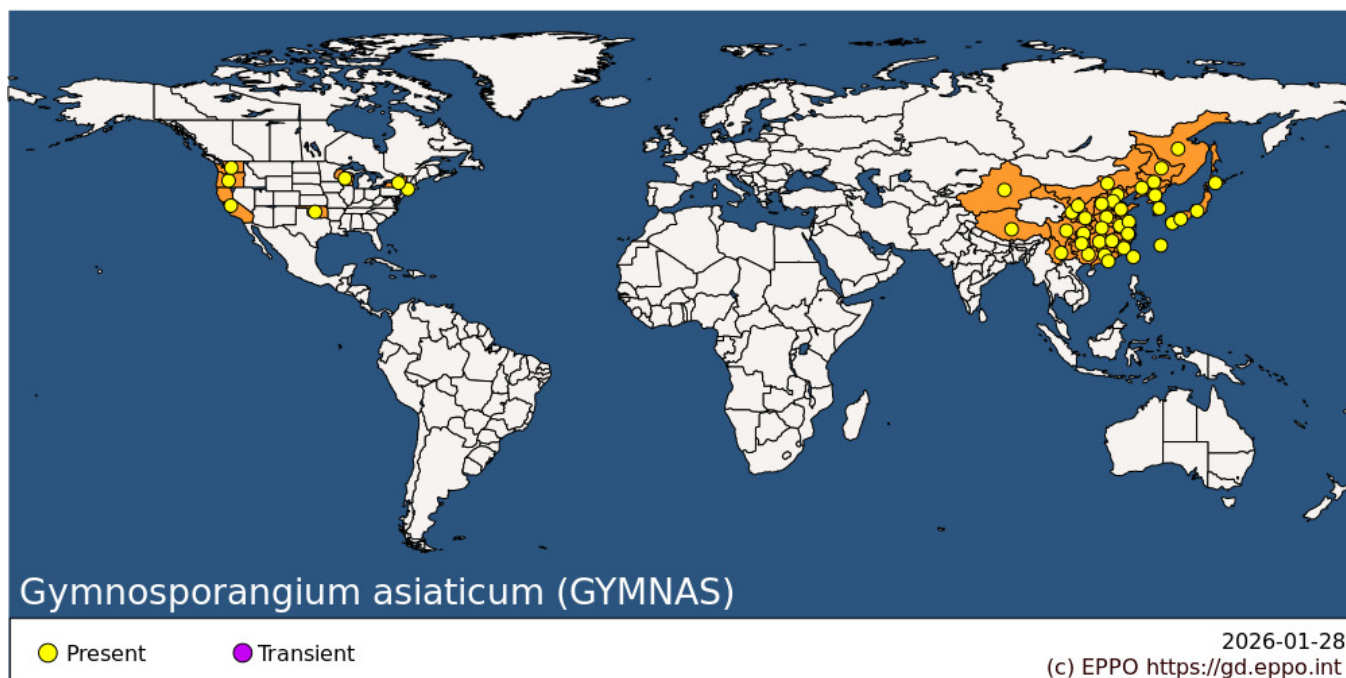 Gymnosporangium asiaticum (GYMNAS)
Present
Transient
2026-01-28
(c) EPPO https://gd.eppo.int